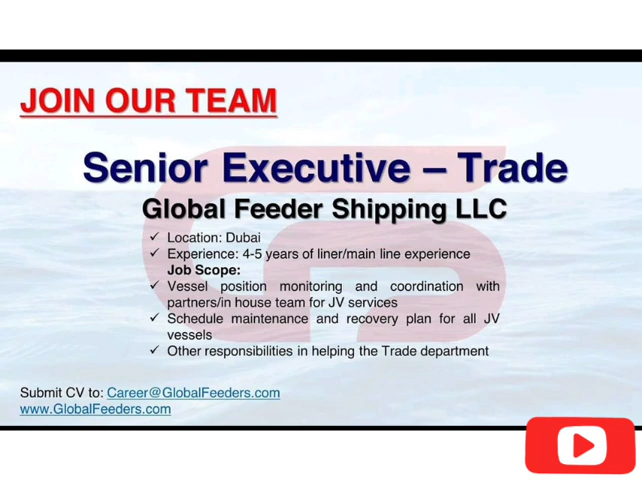 JOIN OUR TEAM
Senior Executive – Trade
Global Feeder Shipping LLC
✓ Location: Dubai
✓ Experience: 4-5 years of liner/main line experience
Job Scope:
✓ Vessel position monitoring and coordination with
partners/in house team for JV services
✓ Schedule maintenance and recovery plan for all JV
vessels
✓ Other responsibilities in helping the Trade department
Submit CV to: Career@GlobalFeeders.com
www.GlobalFeeders.com